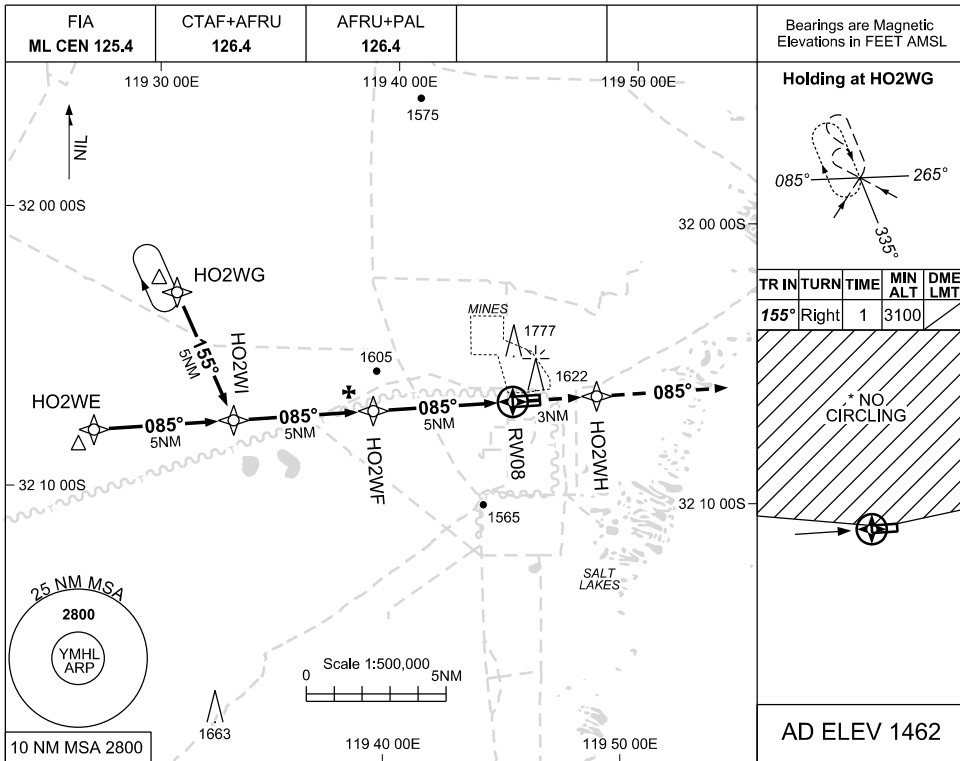 FIA
ML CEN 125.4
CTAF+AFRU
126.4
AFRU+PAL
126.4
Bearings are Magnetic
Elevations in FEET AMSL
119 30 00E
119 40 00E
119 50 00E
1575
NIL
32 00 00S
32 00 00S
Holding at HO2WG
085°
265°
335°
TR IN
TURN
TIME
MIN
ALT
DME
LMT
155°
Right
1
3100
HO2WG
155°
5NM
HO2WI
MINES
1777
1605
1622
HO2WE
085°
5NM
085°
5NM
HO2WF
085°
5NM
RW08
3NM
HO2WH
085°
* NO
CIRCLING
32 10 00S
32 10 00S
T
T
T
T
T
1565
SALT
LAKES
25 NM MSA
2800
YMHL
ARP
Scale 1:500,000
0
5NM
1663
10 NM MSA 2800
119 40 00E
119 50 00E
AD ELEV 1462